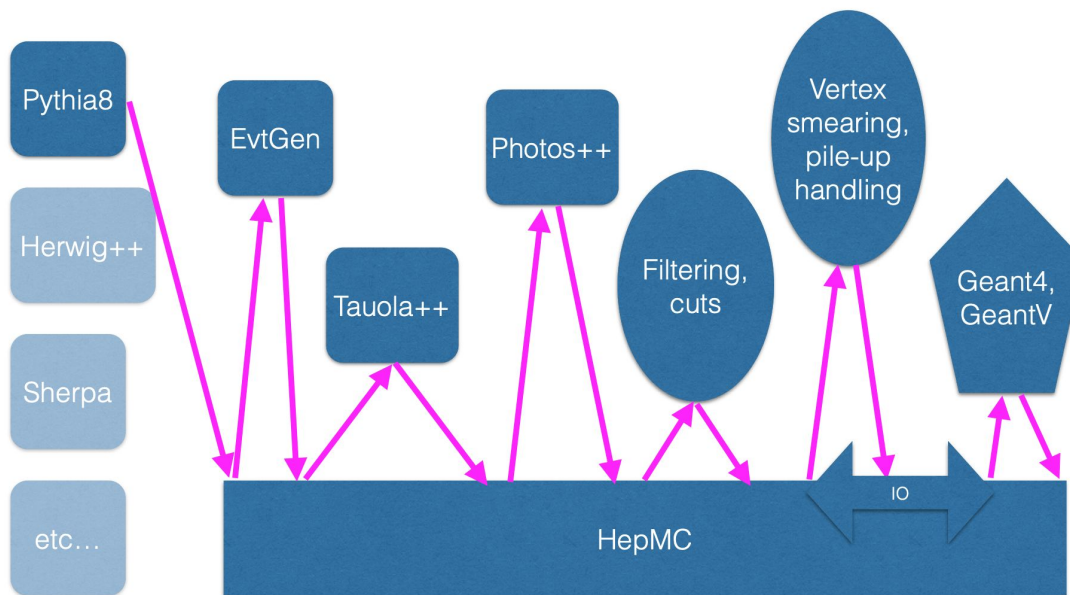 Pythia8
Herwig++
Sherpa
etc…
EvtGen
Tauola++
Photos++
Filtering,
cuts
Vertex
smearing,
pile-up
handling
Geant4,
GeantV
IO
HepMC